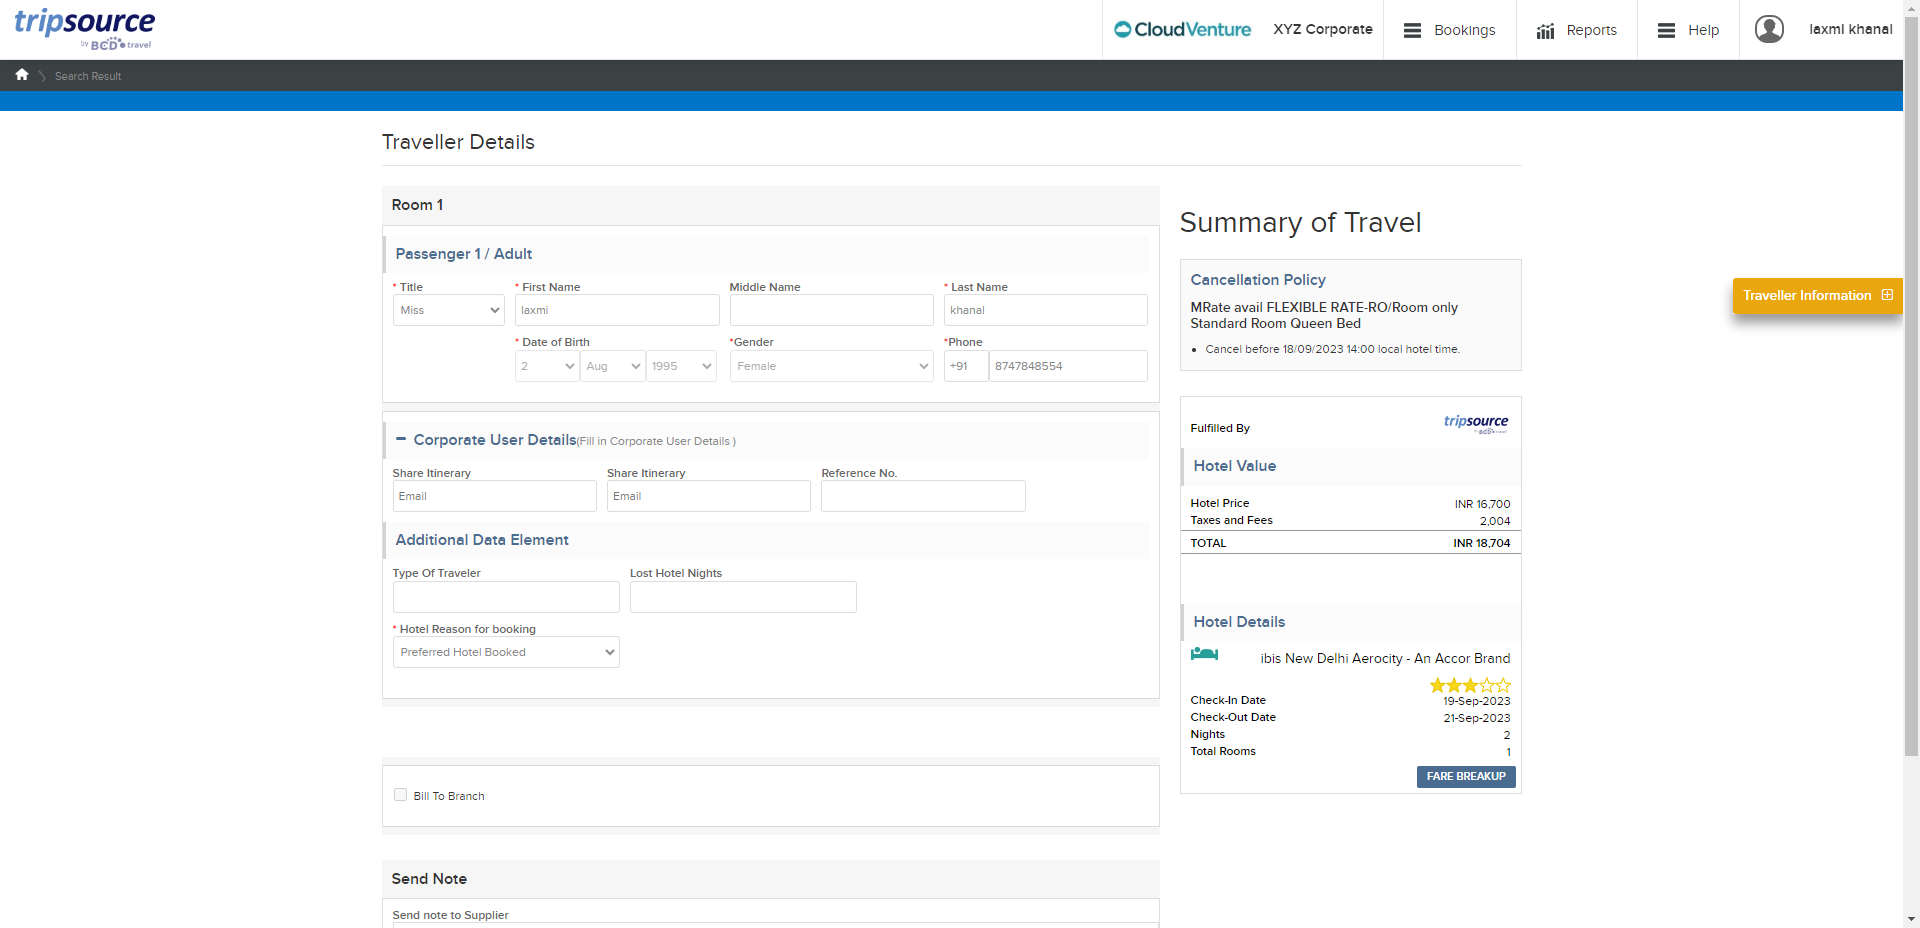 tripsource
by BCD travel
CloudVenture
XYZ Corporate
Bookings
Reports
Help
laxmi khanal
Search Result
Traveller Details
Room 1
Passenger 1 / Adult
* Title
* First Name
Middle Name
* Last Name
Miss
laxmi
khanal
* Date of Birth
*Gender
*Phone
2
Aug
1995
Female
+91
8747848554
Corporate User Details(Fill in Corporate User Details )
Share Itinerary
Share Itinerary
Reference No.
Email
Email
Additional Data Element
Type Of Traveler
Lost Hotel Nights
* Hotel Reason for booking
Preferred Hotel Booked
Bill To Branch
Send Note
Send note to Supplier
Summary of Travel
Cancellation Policy
MRate avail FLEXIBLE RATE-RO/Room only
Standard Room Queen Bed
Cancel before 18/09/2023 14:00 local hotel time.
Traveller Information
Fulfilled By
tripsource
by BCD travel
Hotel Value
Hotel Price INR 16,700
Taxes and Fees 2,004
TOTAL INR 18,704
Hotel Details
ibis New Delhi Aerocity - An Accor Brand
Check-In Date 19-Sep-2023
Check-Out Date 21-Sep-2023
Nights 2
Total Rooms 1
FARE BREAKUP